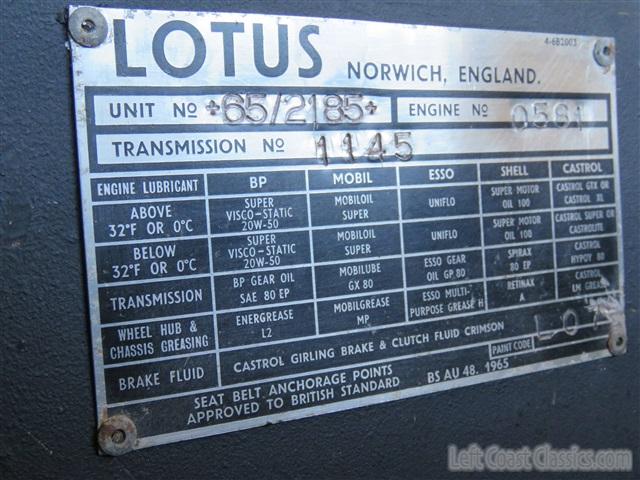 LOTUS NORWICH, ENGLAND.
4-682003
UNIT Nº +65/2185+ ENGINE Nº 0581
TRANSMISSION Nº 1145
ENGINE LUBRICANT BP MOBIL ESSO SHELL CASTROL
ABOVE 32°F OR 0°C SUPER VISCO-STATIC 20W-50 MOBILOIL SUPER UNIFLO SUPER MOTOR OIL 100 CASTROL GTX OR CASTROL XL
BELOW 32°F OR 0°C SUPER VISCO-STATIC 20W-50 MOBILOIL SUPER UNIFLO SUPER MOTOR OIL 100 CASTROL SUPER OR CASTROLITE
TRANSMISSION BP GEAR OIL SAE 80 EP MOBILUBE GX 80 ESSO GEAR OIL GP 80 SPIRAX 80 EP CASTROL HYPOY 80
WHEEL HUB & CHASSIS GREASING ENERGREASE L2 MOBILGREASE MP ESSO MULTI-PURPOSE GREASE H RETINAX A CASTROL LM GREASE
BRAKE FLUID CASTROL GIRLING BRAKE & CLUTCH FLUID CRIMSON
SEAT BELT ANCHORAGE POINTS
APPROVED TO BRITISH STANDARD BS AU 48. 1965
PAINT CODE LO7
Left Coast Classics.com